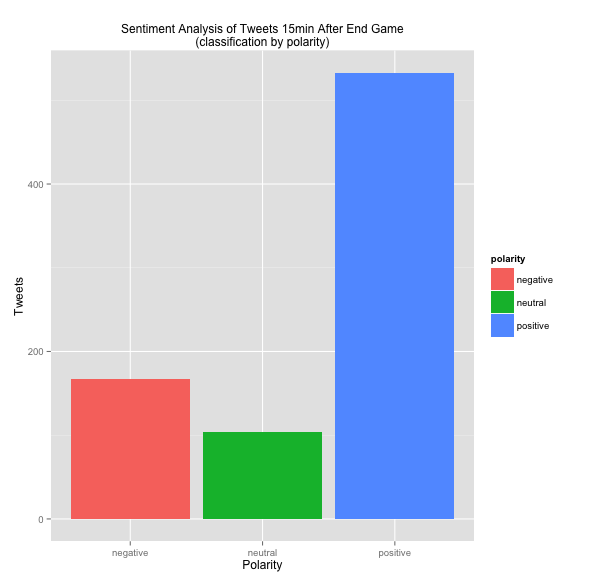 Sentiment Analysis of Tweets 15min After End Game
(classification by polarity)
Tweets
400
200
0
negative
neutral
positive
Polarity
polarity
negative
neutral
positive